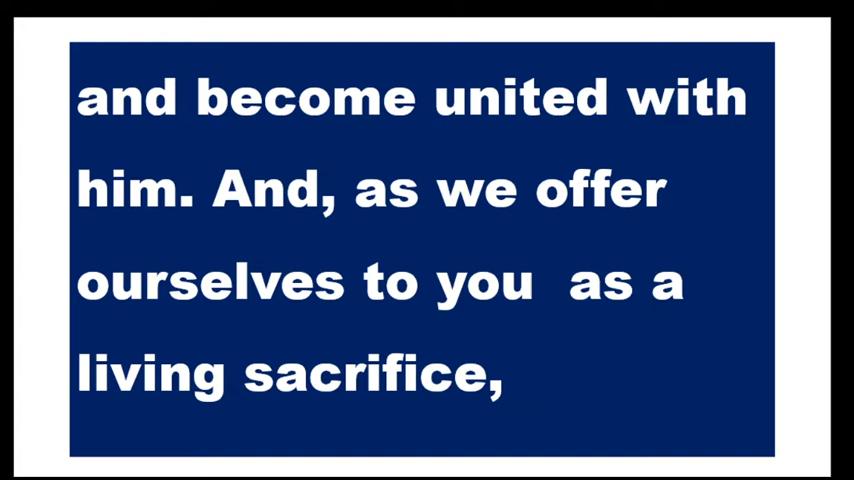 and become united with
him. And, as we offer
ourselves to you  as a
living sacrifice,